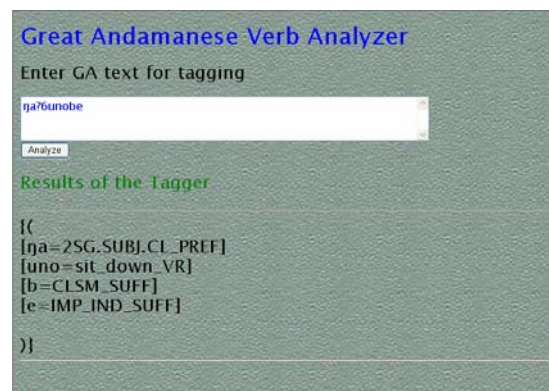 Great Andamanese Verb Analyzer
Enter GA text for tagging
ŋa?6unobe
Analyze
Results of the Tagger
{(
[ŋa=2SG.SUBJ.CL_PREF]
[uno=sit_down_VR]
[b=CLSM_SUFF]
[e=IMP_IND_SUFF]
)}